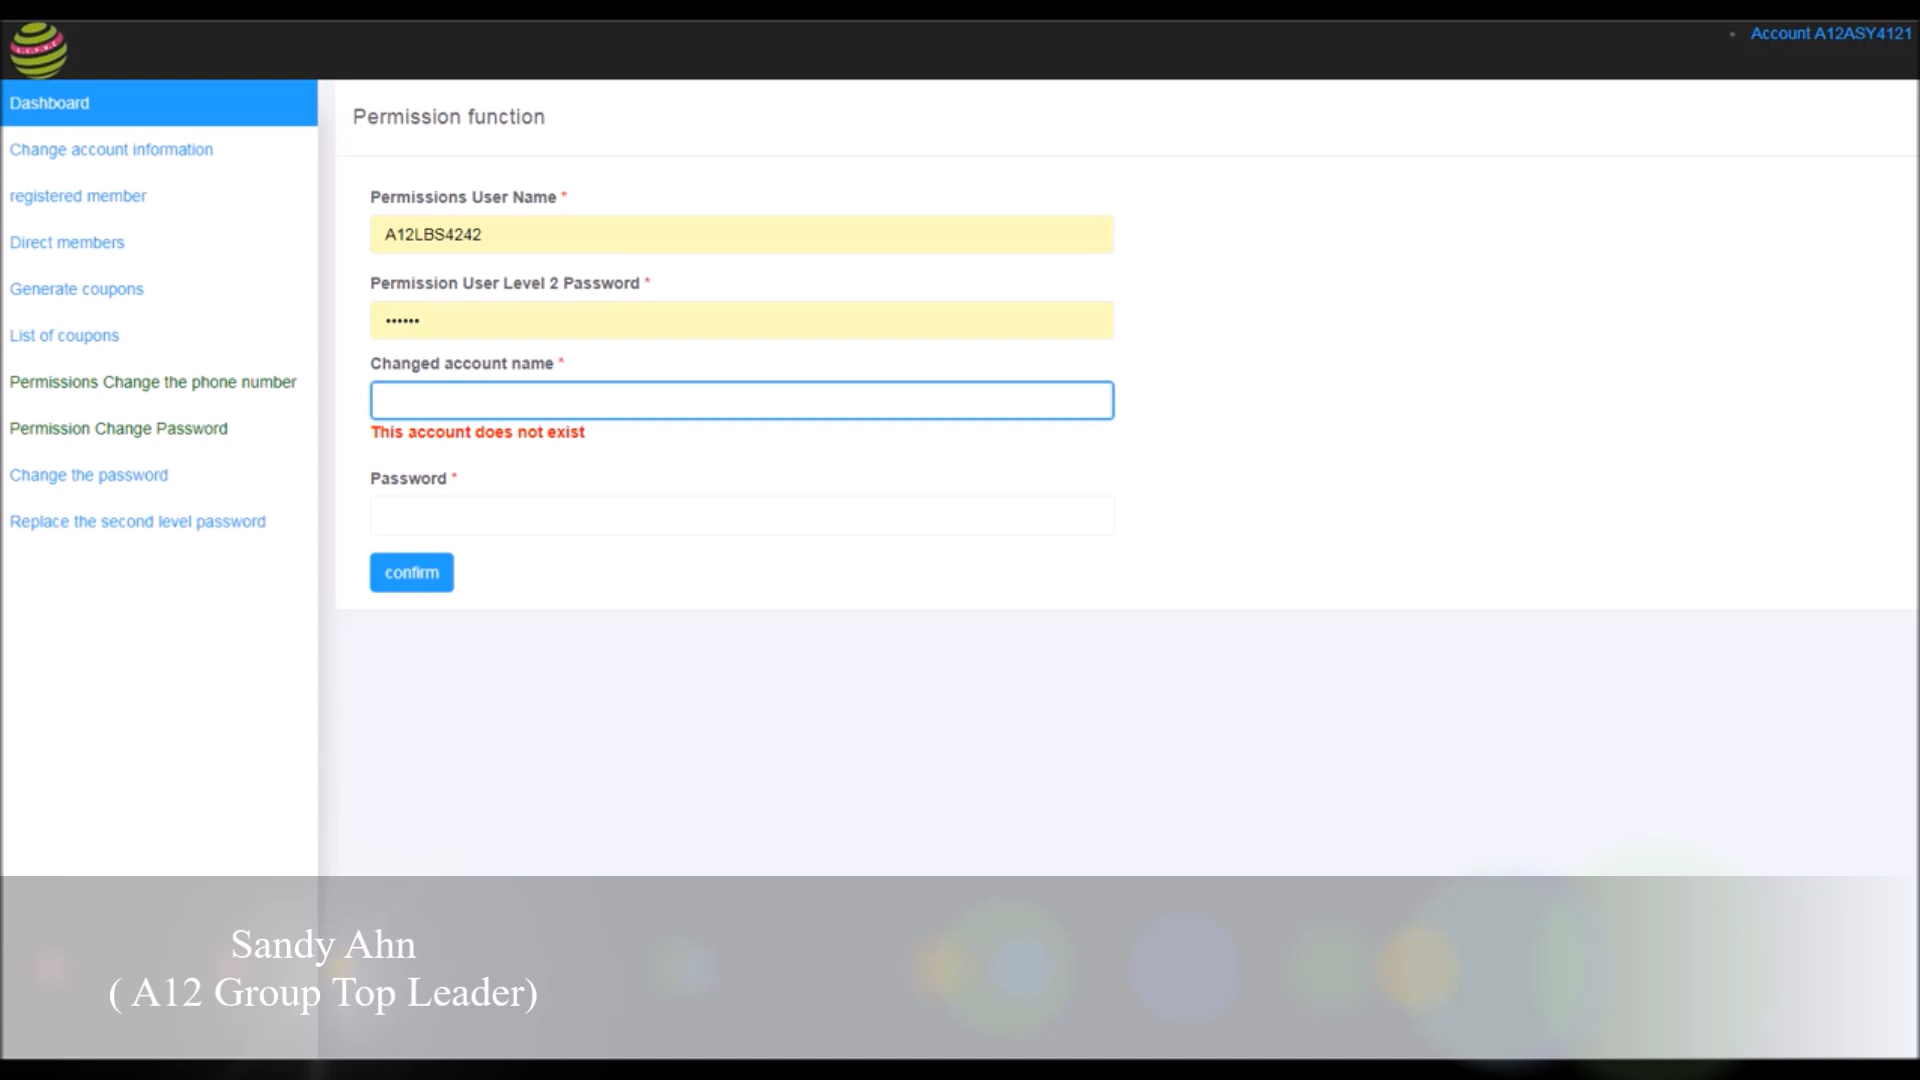 Account A12ASY4121
Dashboard
Change account information
registered member
Direct members
Generate coupons
List of coupons
Permissions Change the phone number
Permission Change Password
Change the password
Replace the second level password
Permission function
Permissions User Name *
A12LBS4242
Permission User Level 2 Password *
••••••
Changed account name *
This account does not exist
Password *
confirm
Sandy Ahn
( A12 Group Top Leader)